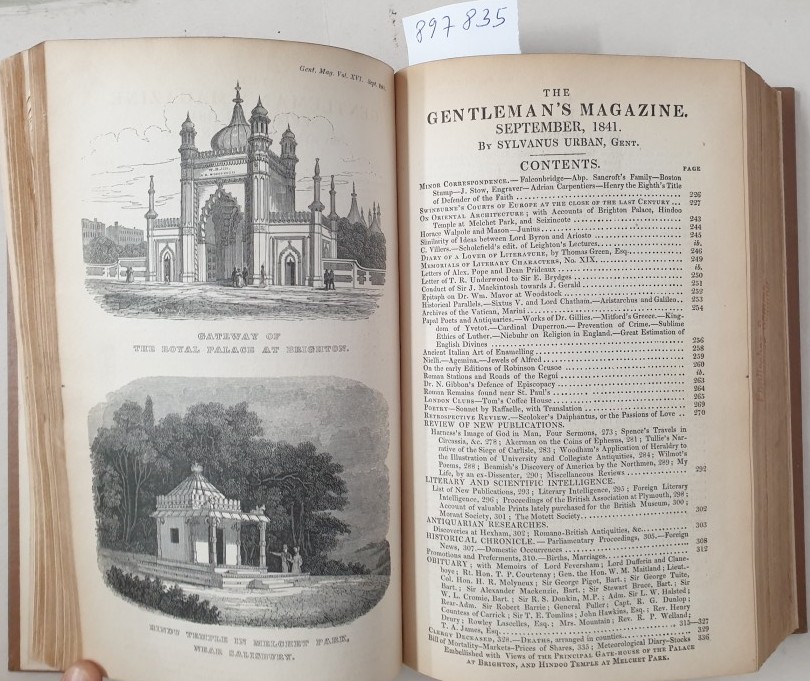 897 835
Gent. Mag. Vol. XVI. Sept.
GATEWAY OF
THE ROYAL PALACE AT BRIGHTON.
HINDU TEMPLE IN MELCHET PARK,
NEAR SALISBURY.
THE
GENTLEMAN'S MAGAZINE.
SEPTEMBER, 1841.
BY SYLVANUS URBAN, GENT.
CONTENTS.
PAGE
MINOR CORRESPONDENCE.—Falconbridge—Abp. Sancroft's Family—Boston
Stamp—J. Stow, Engraver—Adrian Carpentiers—Henry the Eighth's Title
of Defender of the Faith 226
SWINBURNE'S COURTS OF EUROPE AT THE CLOSE OF THE LAST CENTURY 227
ON ORIENTAL ARCHITECTURE; with Accounts of Brighton Palace, Hindoo
Temple at Melchet Park, and Seizincote 243
Horace Walpole and Mason—Junius 244
Similarity of Ideas between Lord Byron and Ariosto 245
C. Villers.—Scholefield's edit. of Leighton's Lectures ib.
DIARY OF A LOVER OF LITERATURE, by Thomas Green, Esq. 246
MEMORIALS OF LITERARY CHARACTERS, No. XIX. 249
Letters of Alex. Pope and Dean Prideaux ib.
Letter of T. R. Underwood to Sir E. Brydges 250
Conduct of Sir J. Mackintosh towards J. Gerald 251
Epitaph on Dr. Wm. Mavor at Woodstock 252
Historical Parallels.—Sixtus V. and Lord Chatham.—Aristarchus and Galileo 253
Archives of the Vatican, Marini 254
Papal Poets and Antiquaries.—Works of Dr. Gillies.—Mitford's Greece.—King-
dom of Yvetot.—Cardinal Duperron.—Prevention of Crime.—Sublime
Ethics of Luther.—Niebuhr on Religion in England.—Great Estimation of
English Divines 256
Ancient Italian Art of Enamelling 258
Nielli.—Agemina.—Jewels of Alfred 259
On the early Editions of Robinson Crusoe 260
Roman Stations and Roads of the Regni ib.
Dr. N. Gibbon's Defence of Episcopacy 263
Roman Remains found near St. Paul's 264
LONDON CLUBS—Tom's Coffee House 265
POETRY—Sonnet by Raffaelle, with Translation 269
RETROSPECTIVE REVIEW.—Scoloker's Daiphantus, or the Passions of Love 270
REVIEW OF NEW PUBLICATIONS.
Harness's Image of God in Man, Four Sermons, 273; Spence's Travels in
Circassia, &c. 278; Akerman on the Coins of Ephesus, 281; Tullie's Nar-
rative of the Siege of Carlisle, 283; Woodham's Application of Heraldry to
the Illustration of University and Collegiate Antiquities, 284; Wilmot's
Poems, 288; Beamish's Discovery of America by the Northmen, 289; My
Life, by an ex-Dissenter, 290; Miscellaneous Reviews 292
LITERARY AND SCIENTIFIC INTELLIGENCE.
List of New Publications, 293; Literary Intelligence, 295; Foreign Literary
Intelligence, 296; Proceedings of the British Association at Plymouth, 298;
Account of valuable Prints lately purchased for the British Museum, 300;
Morant Society, 301; The Motett Society 302
ANTIQUARIAN RESEARCHES.
Discoveries at Hexham, 302; Romano-British Antiquities, &c. 303
HISTORICAL CHRONICLE.—Parliamentary Proceedings, 305.—Foreign
News, 307.—Domestic Occurrences 308
Promotions and Preferments, 310.—Births, Marriages 312
OBITUARY; with Memoirs of Lord Feversham; Lord Dufferin and Clane-
boye; Rt. Hon. T. P. Courtenay; Gen. the Hon. W. M. Maitland; Lieut.-
Col. Hon. H. R. Molyneux; Sir George Pigot, Bart.; Sir George Tuite,
Bart.; Sir Alexander Mackenzie, Bart.; Sir Stewart Bruce, Bart.; Sir
W. L. Cromie, Bart.; Sir R. S. Donkin, M.P.; Adm. Sir L. W. Halsted;
Rear-Adm. Sir Robert Barrie; General Fuller; Capt. R. G. Dunlop;
Countess of Carrick; Sir T. E. Tomlins; John Hawkins, Esq.; Rev. Henry
Drury; Rowley Lascelles, Esq.; Mrs. Mountain; Rev. R. P. Welland;
T. A. James, Esq. 315—327
CLERGY DECEASED, 328.—DEATHS, arranged in counties 329
Bill of Mortality—Markets—Prices of Shares, 335; Meteorological Diary—Stocks 336
Embellished with Views of THE PRINCIPAL GATE-HOUSE OF THE PALACE
AT BRIGHTON, AND HINDOO TEMPLE AT MELCHET PARK.